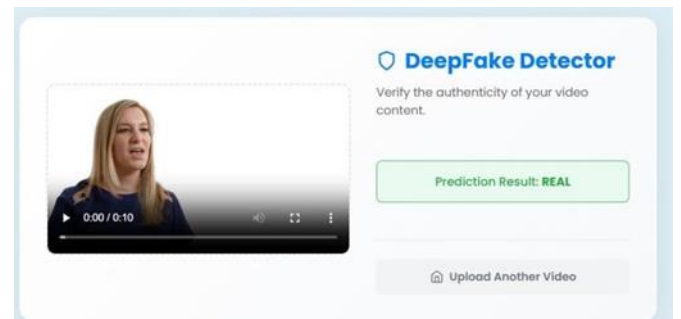 DeepFake Detector
Verify the authenticity of your video
content.
Prediction Result: REAL
0:00 / 0:10
Upload Another Video